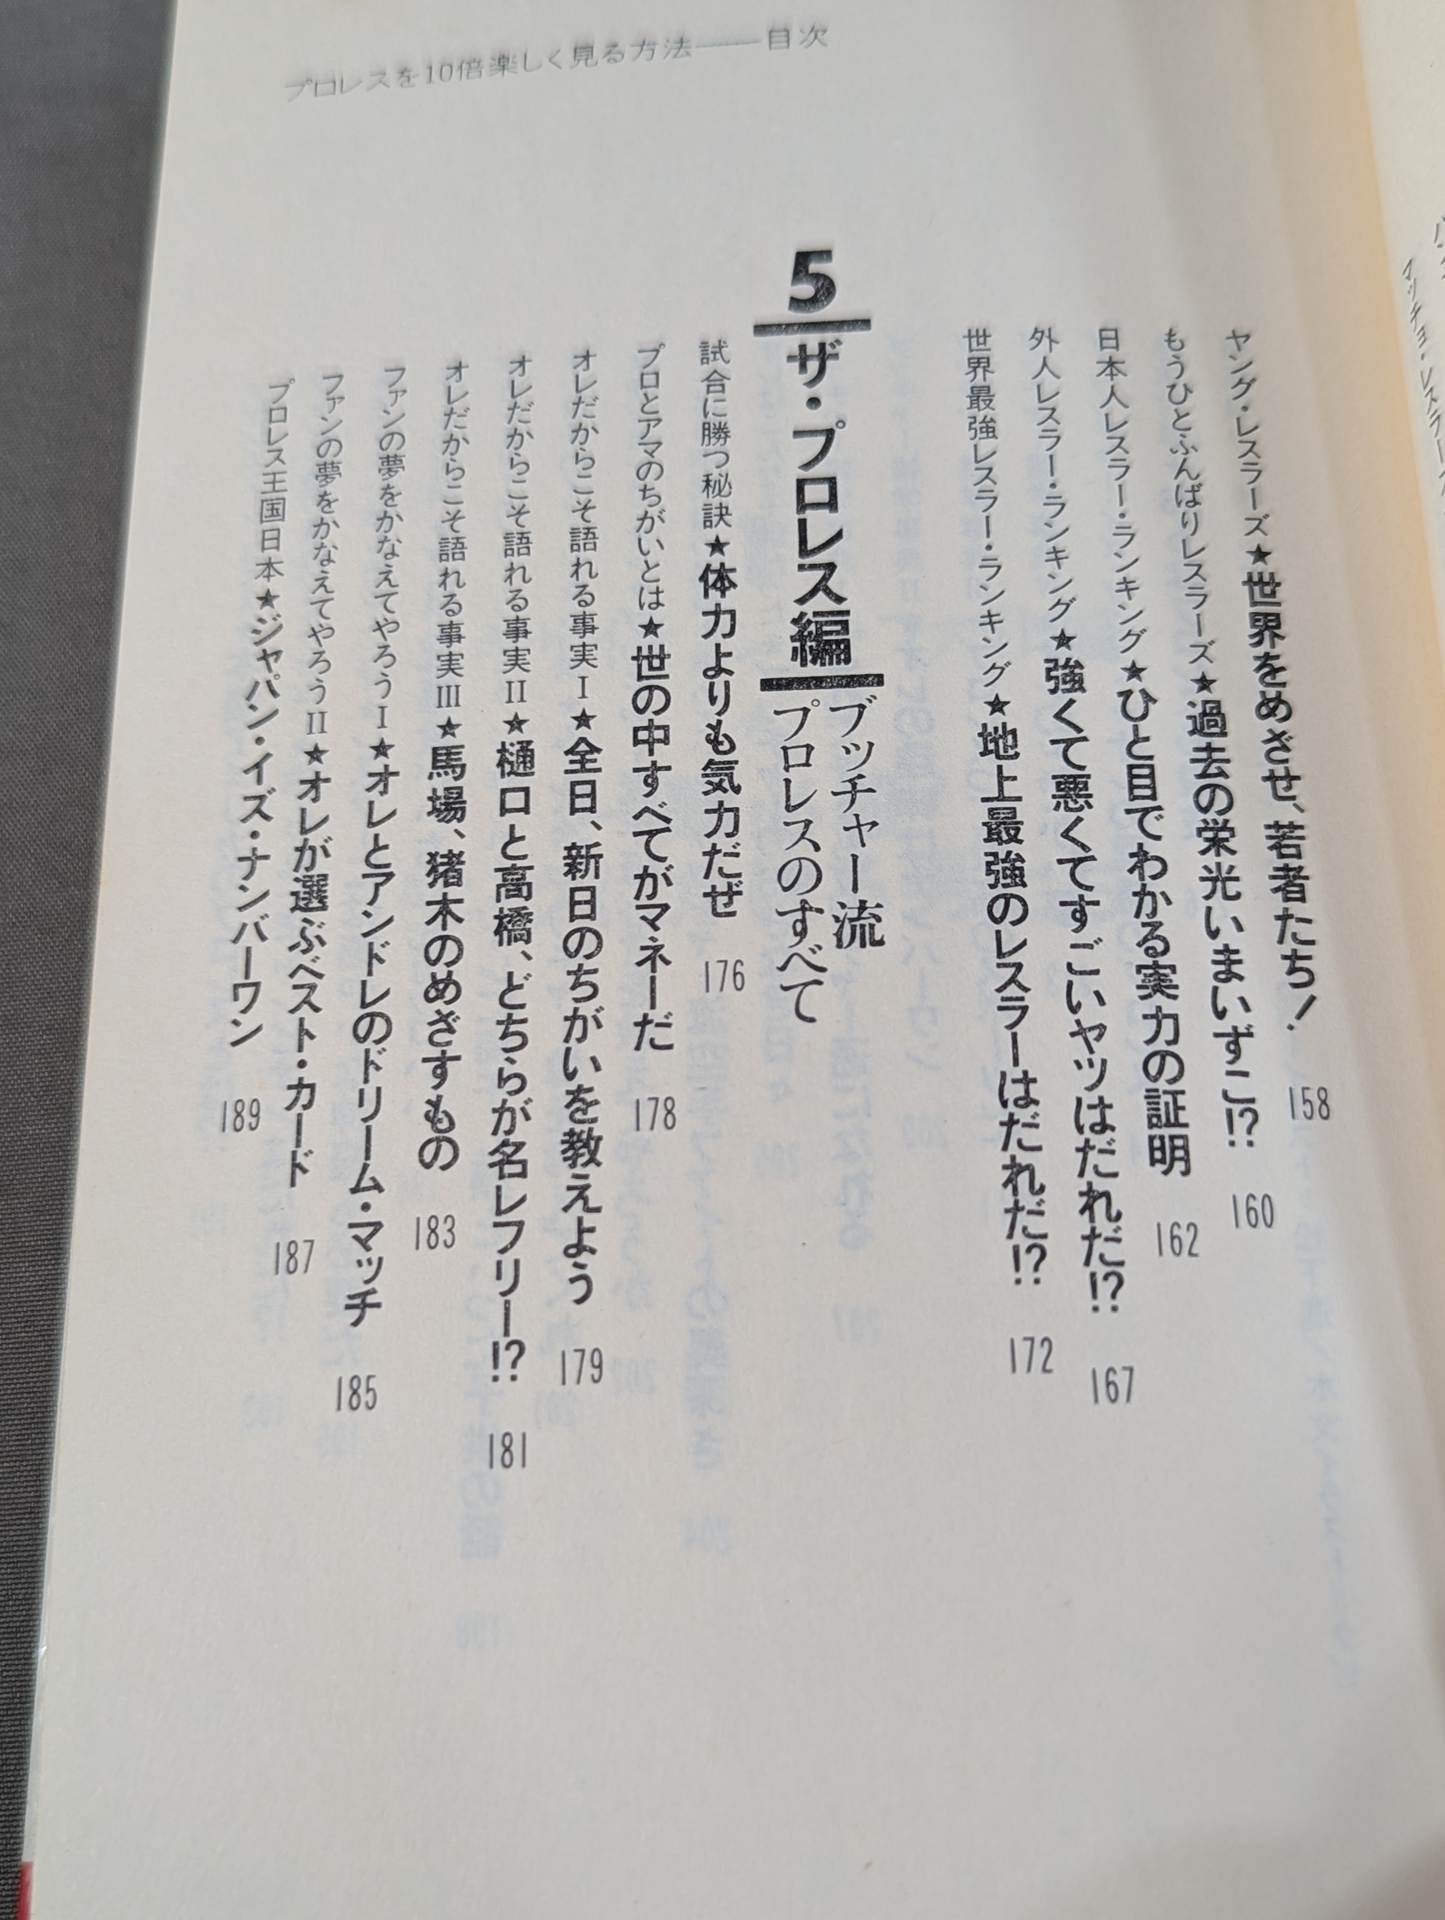 プロレスを10倍楽しく見る方法――目次
ヤング・レスラーズ★世界をめざせ、若者たち! 158
もうひとふんばりレスラーズ★過去の栄光いまいずこ!? 160
日本人レスラー・ランキング★ひと目でわかる実力の証明 162
外人レスラー・ランキング★強くて悪くてすごいヤツはだれだ!? 167
世界最強レスラー・ランキング★地上最強のレスラーはだれだ!? 172
5 ザ・プロレス編
ブッチャー流
プロレスのすべて
試合に勝つ秘訣★体力よりも気力だぜ 176
プロとアマのちがいとは★世の中すべてがマネーだ 178
オレだからこそ語れる事実Ⅰ★全日、新日のちがいを教えよう 179
オレだからこそ語れる事実Ⅱ★樋口と高橋、どちらが名レフリー!? 181
オレだからこそ語れる事実Ⅲ★馬場、猪木のめざすもの 183
ファンの夢をかなえてやろうⅠ★オレとアンドレのドリーム・マッチ 185
ファンの夢をかなえてやろうⅡ★オレが選ぶベスト・カード 187
プロレス王国日本★ジャパン・イズ・ナンバーワン 189